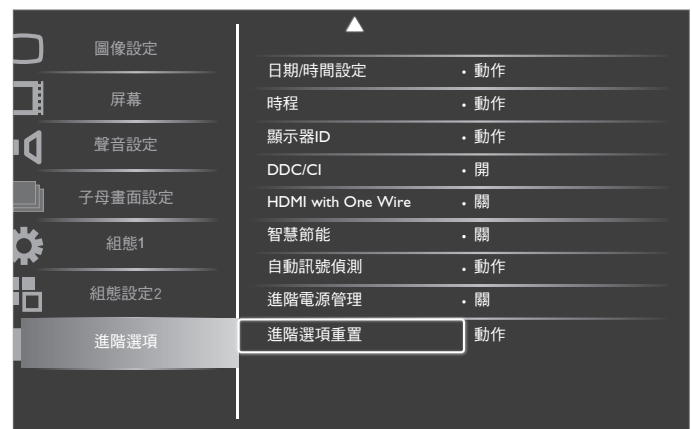 圖像設定
屏幕
聲音設定
子母畫面設定
組態1
組態設定2
進階選項
日期/時間設定 • 動作
時程 • 動作
顯示器ID • 動作
DDC/CI • 開
HDMI with One Wire • 關
智慧節能 • 關
自動訊號偵測 • 動作
進階電源管理 • 關
進階選項重置 動作